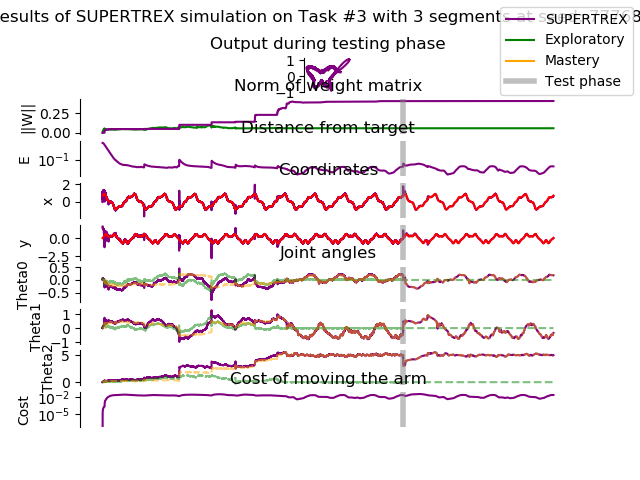 esults of SUPERTREX simulation on Task #3 with 3 segments
SUPERTREX
Exploratory
Mastery
Test phase
Output during testing phase
1
0
−1
Norm of weight matrix
||W||
0.25
0.00
Distance from target
E
10^-1
Coordinates
x
2
0
y
0.0
−2.5
Joint angles
Theta0
0.5
0.0
−0.5
Theta1
1
0
−1
Theta2
5
0
Cost of moving the arm
Cost
10^-2
10^-5